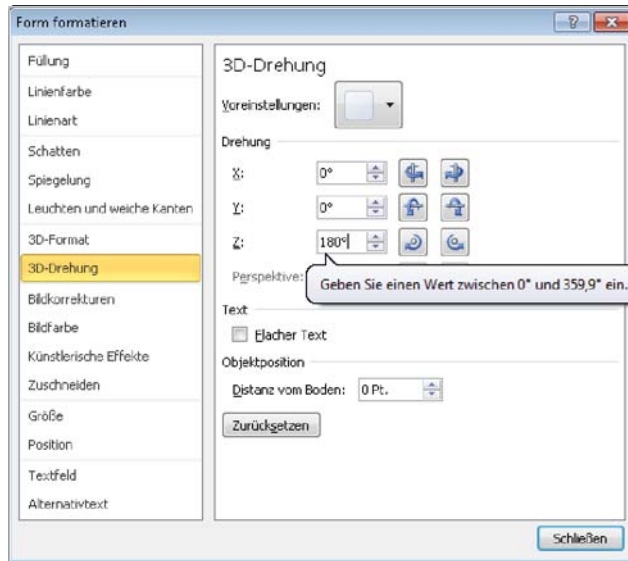 Form formatieren
Füllung
Linienfarbe
Linienart
Schatten
Spiegelung
Leuchten und weiche Kanten
3D-Format
3D-Drehung
Bildkorrekturen
Bildfarbe
Künstlerische Effekte
Zuschneiden
Größe
Position
Textfeld
Alternativtext
3D-Drehung
Voreinstellungen:
Drehung
X: 0°
Y: 0°
Z: 180°
Perspektive:
Geben Sie einen Wert zwischen 0° und 359,9° ein.
Text
Flacher Text
Objektposition
Distanz vom Boden: 0 Pt.
Zurücksetzen
Schließen